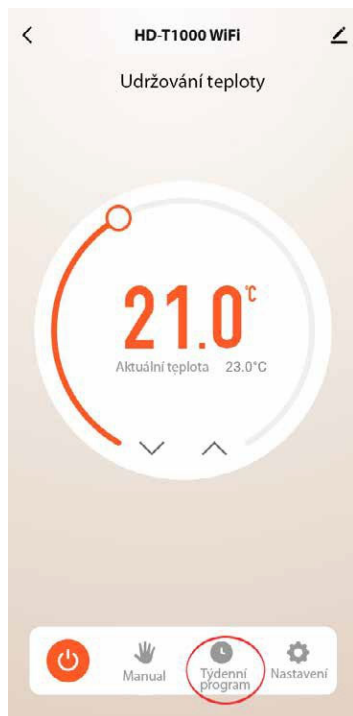 HD-T1000 WiFi
Udržování teploty
21.0°C
Aktuální teplota 23.0°C
Manual
Týdenní
program
Nastavení